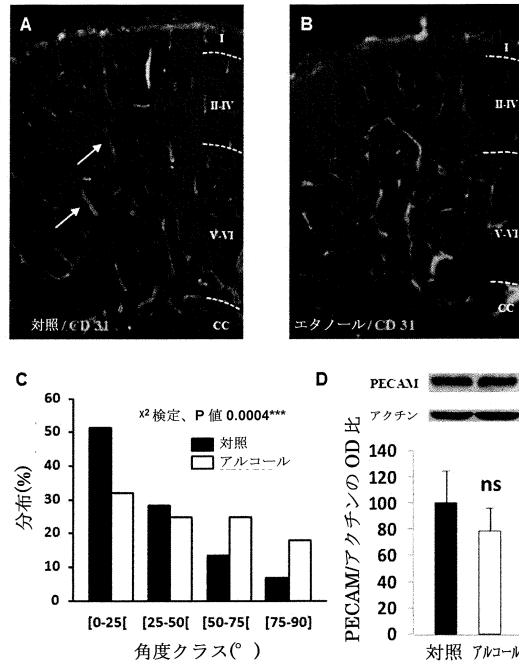 A
I
II-IV
V-VI
CC
対照/CD 31
B
I
II-IV
V-VI
CC
エタノール/CD 31
C
χ2 検定、P 値 0.0004***
対照
アルコール
分布(%)
60
50
40
30
20
10
0
[0-25[
[25-50[
[50-75[
[75-90]
角度クラス(°)
D
PECAM
アクチン
PECAM/アクチンのOD 比
140
120
100
80
60
40
20
0
ns
対照
アルコール